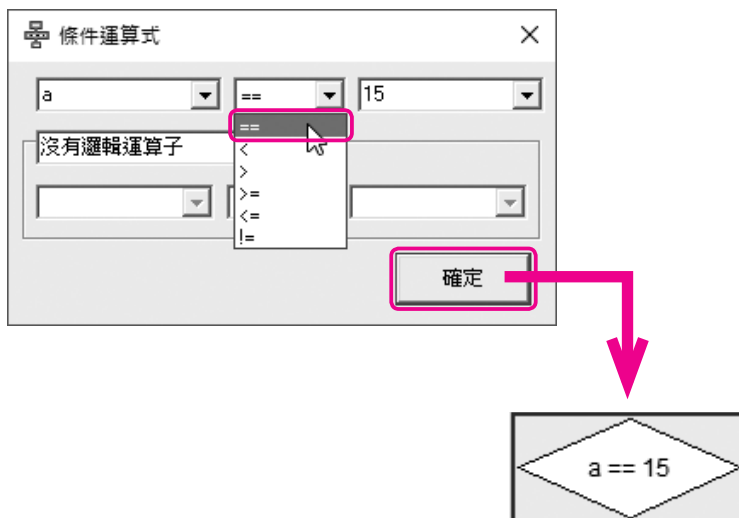 條件運算式
a == 15
==
沒有邏輯運算子
<
>
>=
<=
!=
確定
a == 15